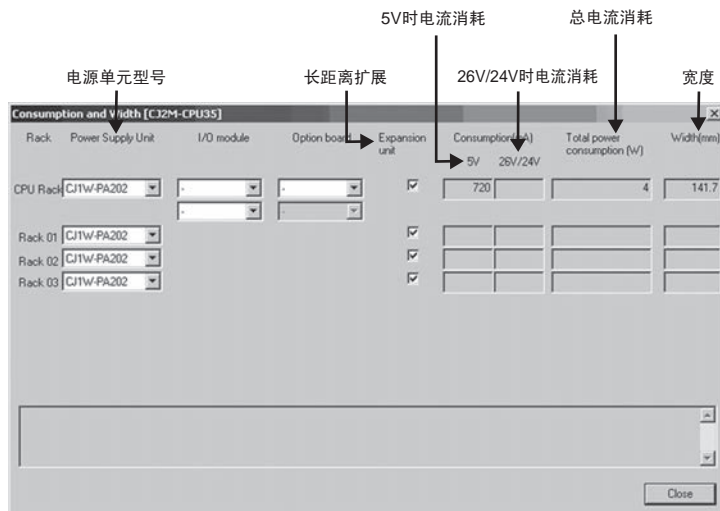 5V时电流消耗 总电流消耗
电源单元型号 长距离扩展 26V/24V时电流消耗 宽度
Consumption and Width [CJ2M-CPU35]
Rack Power Supply Unit I/O module Option board Expansion unit Consumption(mA) Total power consumption (W) Width(mm)
5V 26V/24V
CPU Rack CJ1W-PA202 - - 720 4 141.7
- -
Rack 01 CJ1W-PA202
Rack 02 CJ1W-PA202
Rack 03 CJ1W-PA202
Close